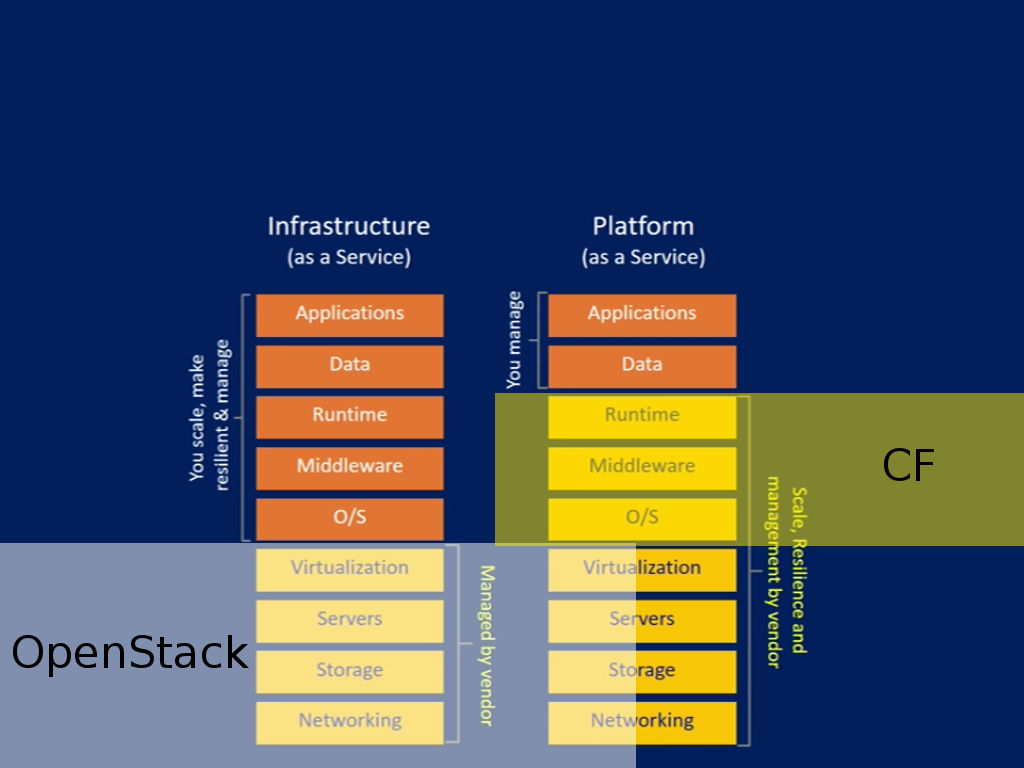 Infrastructure
(as a Service)
You scale, make
resilient & manage
Applications
Data
Runtime
Middleware
O/S
Virtualization
Servers
Storage
Networking
Managed by vendor
OpenStack
Platform
(as a Service)
You manage
Applications
Data
Runtime
Middleware
O/S
Virtualization
Servers
Storage
Networking
Scale, Resilience and
management by vendor
CF